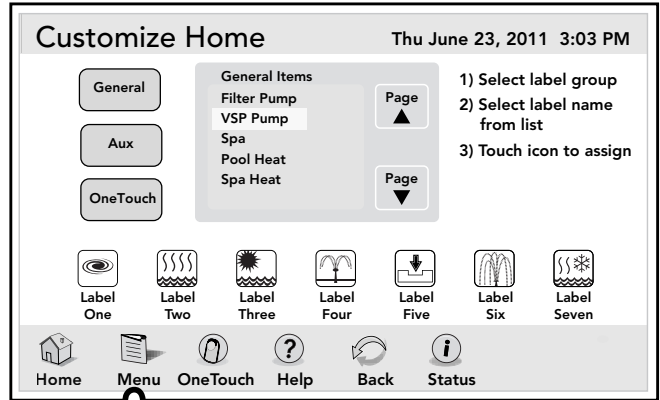 Customize Home
Thu June 23, 2011 3:03 PM
General
Aux
OneTouch
General Items
Filter Pump
VSP Pump
Spa
Pool Heat
Spa Heat
Page
Page
1) Select label group
2) Select label name
from list
3) Touch icon to assign
Label One
Label Two
Label Three
Label Four
Label Five
Label Six
Label Seven
Home
Menu
OneTouch
Help
Back
Status